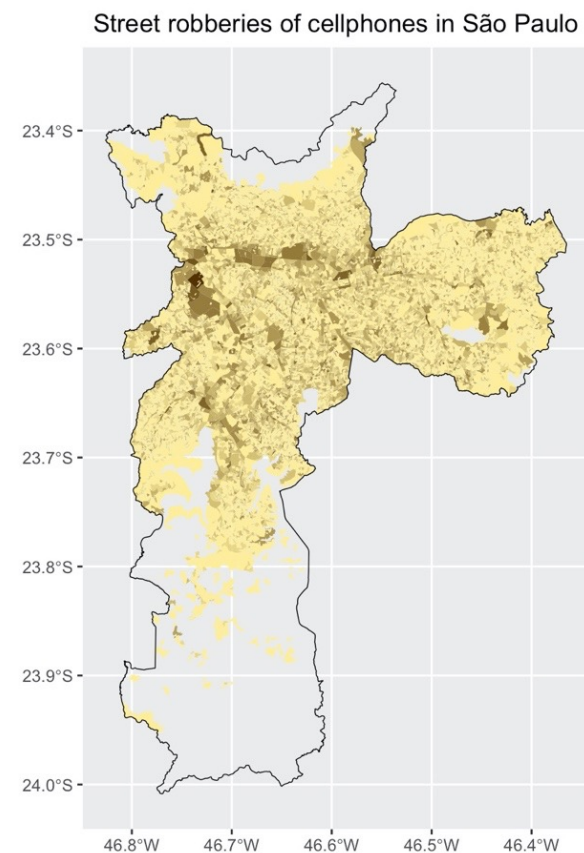 Street robberies of cellphones in São Paulo
23.4°S
23.5°S
23.6°S
23.7°S
23.8°S
23.9°S
24.0°S
46.8°W 46.7°W 46.6°W 46.5°W 46.4°W